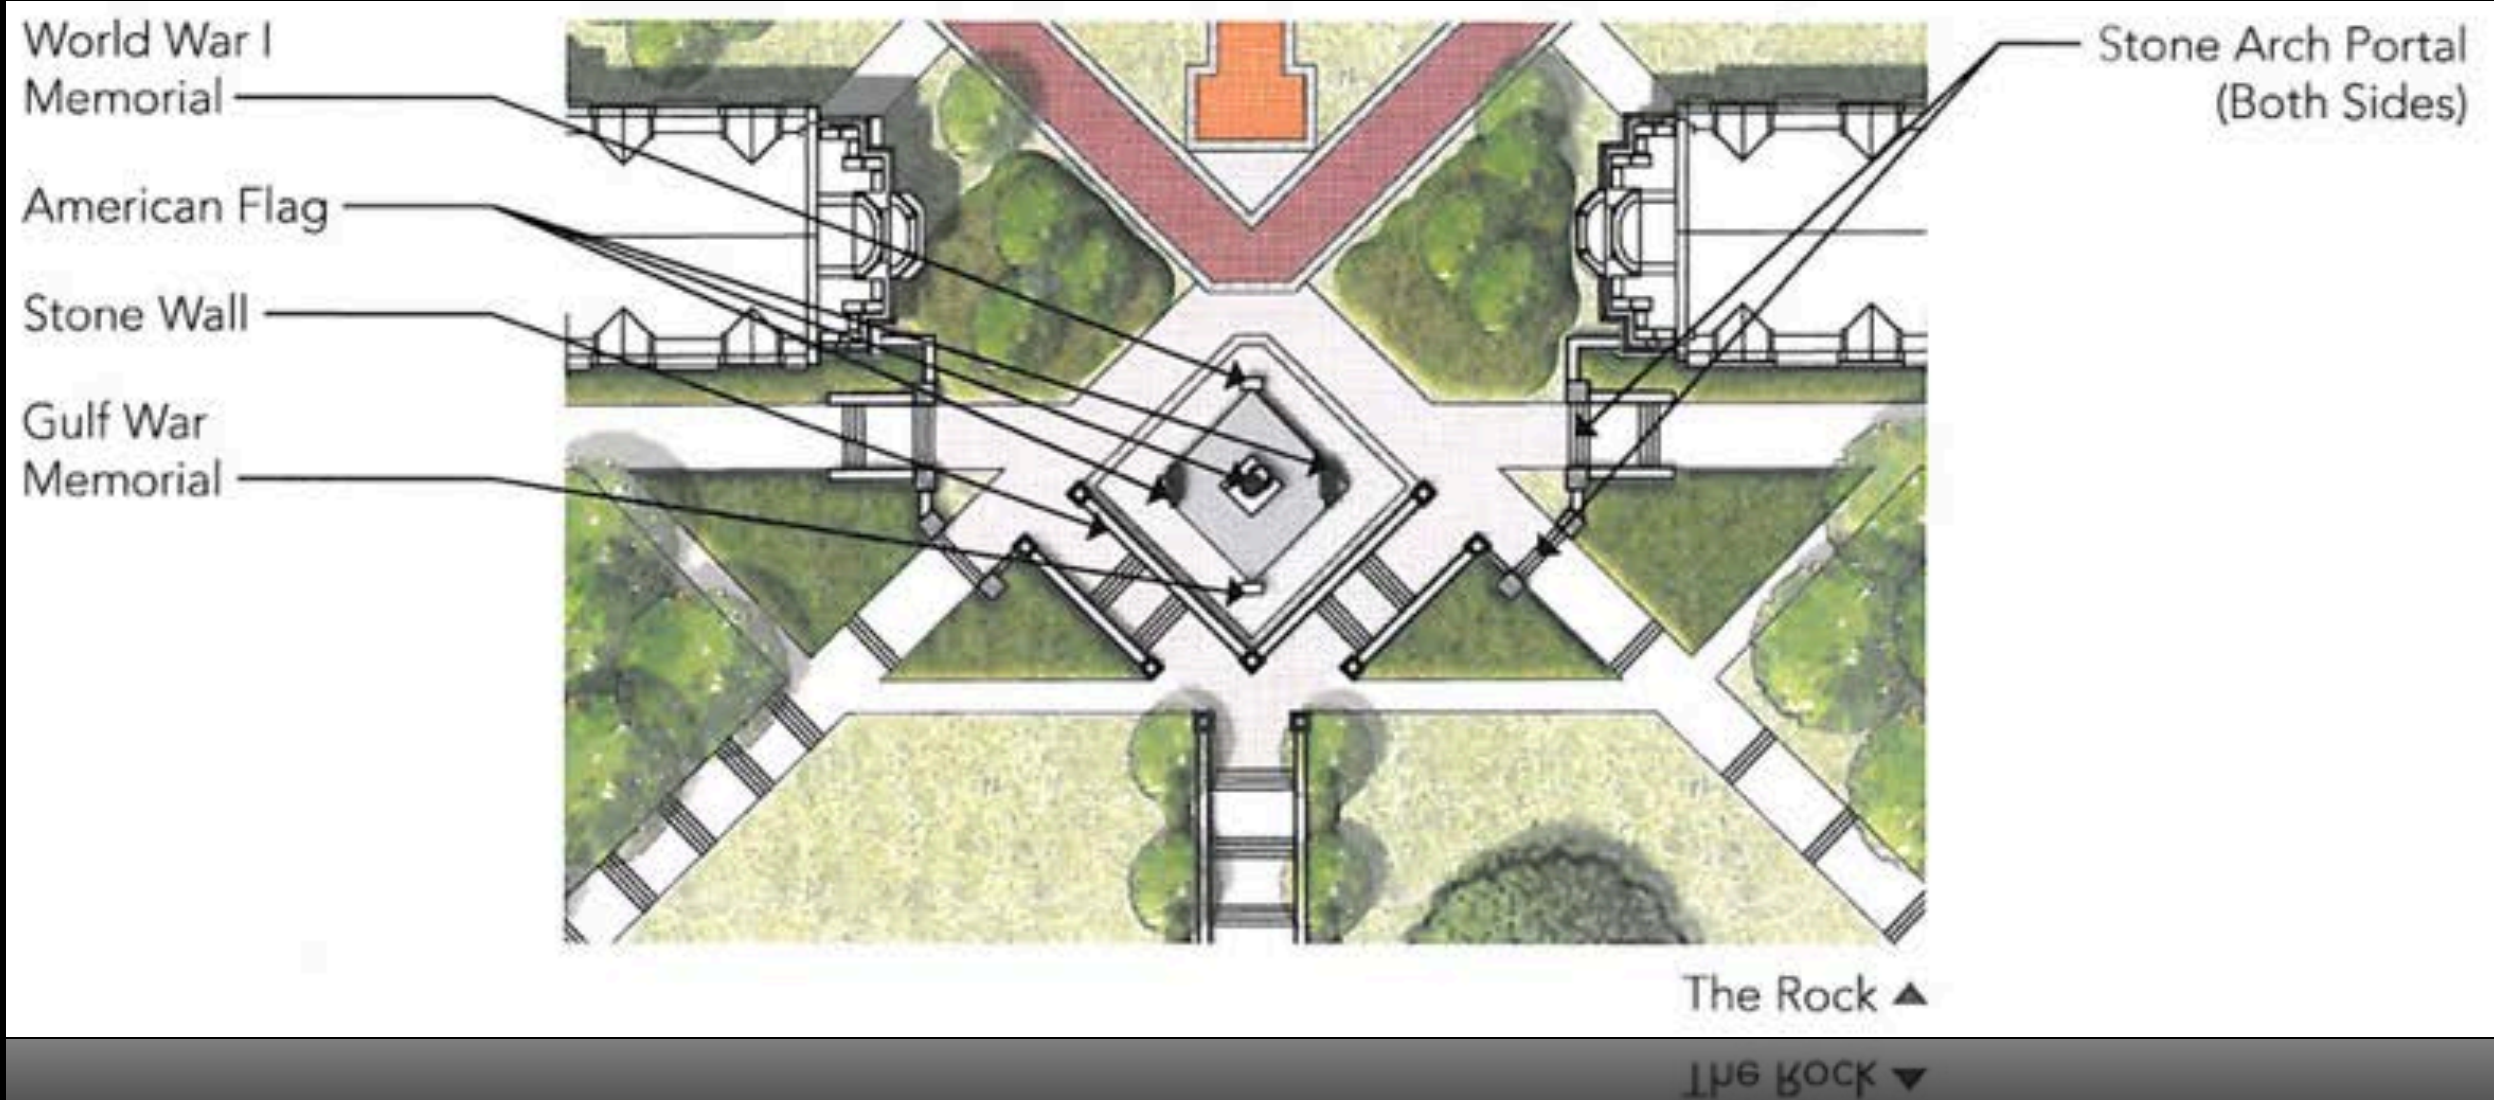 World War I
Memorial
American Flag
Stone Wall
Gulf War
Memorial
Stone Arch Portal
(Both Sides)
The Rock
The Rock